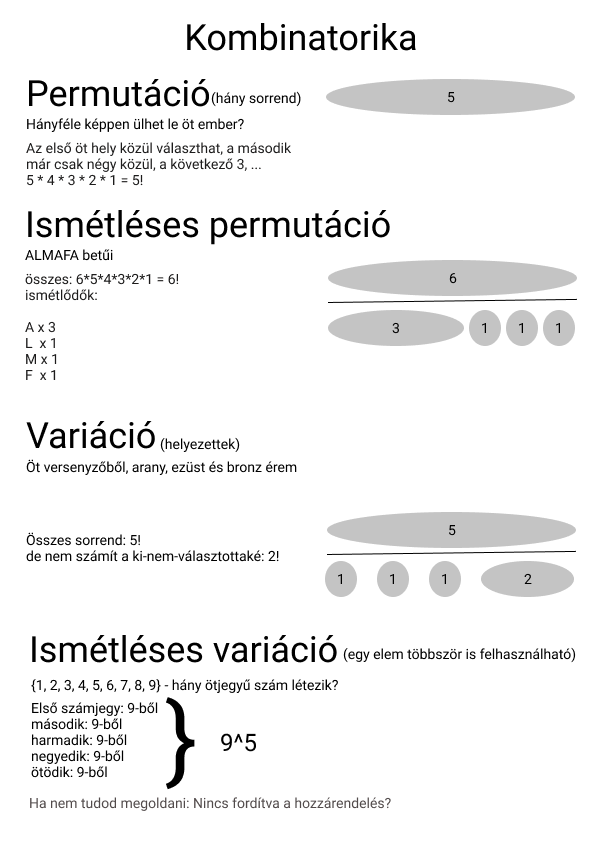 Kombinatorika
Permutáció(hány sorrend)
5
Hányféle képpen ülhet le öt ember?
Az első öt hely közül választhat, a második
már csak négy közül, a következő 3, ...
5 * 4 * 3 * 2 * 1 = 5!
Ismétléses permutáció
ALMAFA betűi
összes: 6*5*4*3*2*1 = 6!
ismétlődők:
6
A x 3
L x 1
M x 1
F x 1
3 1 1 1
Variáció (helyezettek)
Öt versenyzőből, arany, ezüst és bronz érem
5
Összes sorrend: 5!
de nem számít a ki-nem-választottaké: 2!
1 1 1 2
Ismétléses variáció (egy elem többször is felhasználható)
{1, 2, 3, 4, 5, 6, 7, 8, 9} - hány ötjegyű szám létezik?
Első számjegy: 9-ből
második: 9-ből
harmadik: 9-ből
negyedik: 9-ből
ötödik: 9-ből
} 9^5
Ha nem tudod megoldani: Nincs fordítva a hozzárendelés?